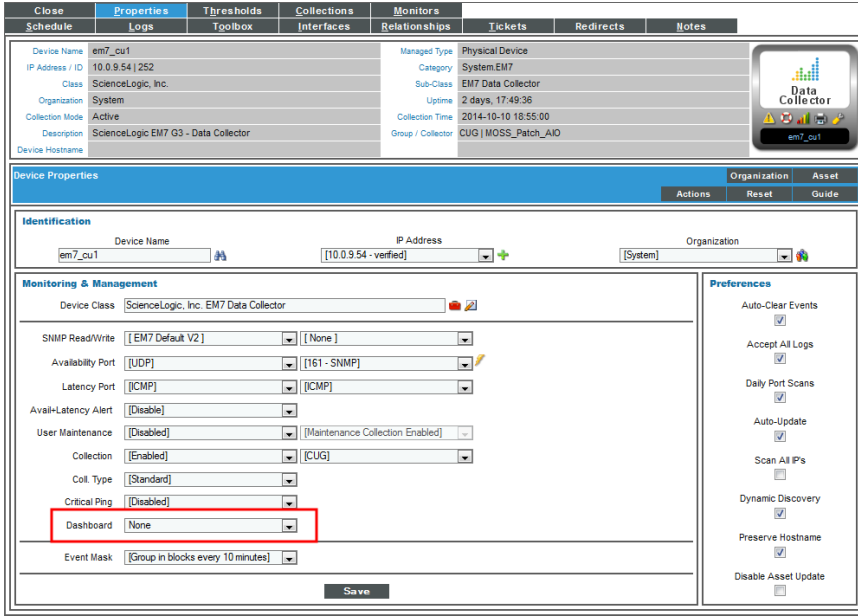 Close Properties Thresholds Collections Monitors
Schedule Logs Toolbox Interfaces Relationships Tickets Redirects Notes
Device Name em7_cu1 Managed Type Physical Device
IP Address / ID 10.0.9.54 | 252 Category System.EM7
Class ScienceLogic, Inc. Sub-Class EM7 Data Collector
Organization System Uptime 2 days, 17:49:36
Collection Mode Active Collection Time 2014-10-10 18:55:00
Description ScienceLogic EM7 G3 - Data Collector Group / Collector CUG | MOSS_Patch_AIO
Device Hostname
Data
Collector
em7_cu1
Device Properties Organization Asset
Actions Reset Guide
Identification
Device Name IP Address Organization
em7_cu1 [10.0.9.54 - verified] [System]
Monitoring & Management
Device Class ScienceLogic, Inc. EM7 Data Collector
SNMP Read/Write [ EM7 Default V2 ] [ None ]
Availability Port [UDP] [161 - SNMP]
Latency Port [ICMP] [ICMP]
Avail+Latency Alert [Disable]
User Maintenance [Disabled] [Maintenance Collection Enabled]
Collection [Enabled] [CUG]
Coll. Type [Standard]
Critical Ping [Disabled]
Dashboard None
Event Mask [Group in blocks every 10 minutes]
Save
Preferences
Auto-Clear Events
Accept All Logs
Daily Port Scans
Auto-Update
Scan All IP's
Dynamic Discovery
Preserve Hostname
Disable Asset Update